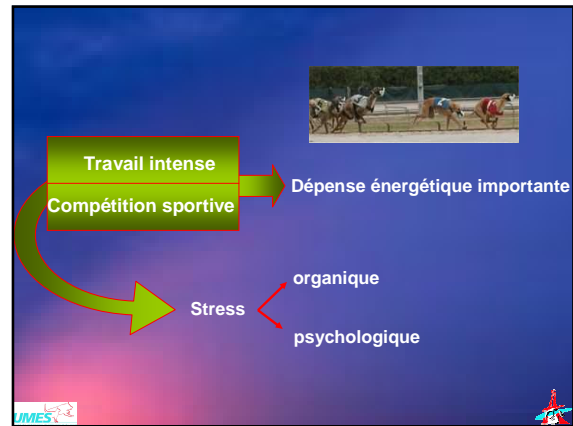 Travail intense
Compétition sportive
Dépense énergétique importante
organique
Stress
psychologique
UMES